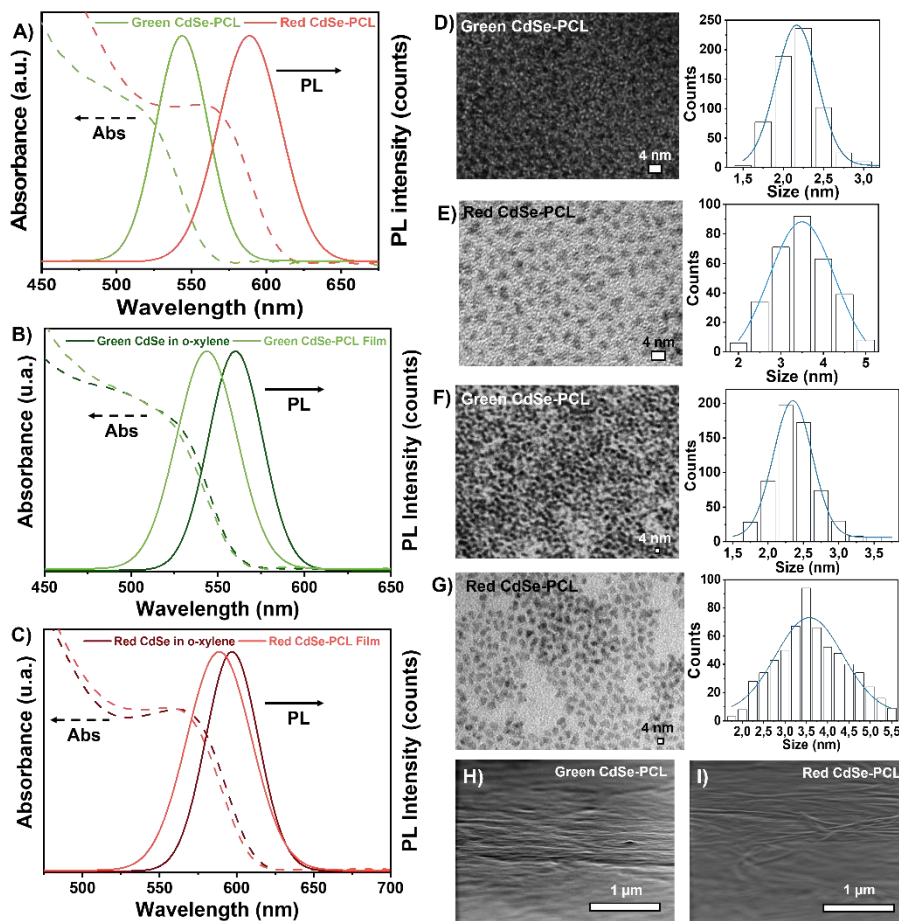 A)
Green CdSe-PCL Red CdSe-PCL
Absorbance (a.u.)
PL intensity (counts)
PL
Abs
450 500 550 600 650
Wavelength (nm)
B)
Green CdSe in o-xylene Green CdSe-PCL Film
Absorbance (u.a.)
PL Intensity (counts)
PL
Abs
450 500 550 600 650
Wavelength (nm)
C)
Red CdSe in o-xylene Red CdSe-PCL Film
Absorbance (u.a.)
PL Intensity (counts)
PL
Abs
500 550 600 650 700
Wavelength (nm)
D) Green CdSe-PCL
4 nm
Counts
250
200
150
100
50
0
1,5 2,0 2,5 3,0
Size (nm)
E) Red CdSe-PCL
4 nm
Counts
100
80
60
40
20
0
2 3 4 5
Size (nm)
F) Green CdSe-PCL
4 nm
Counts
200
150
100
50
0
1,5 2,0 2,5 3,0 3,5
Size (nm)
G) Red CdSe-PCL
4 nm
Counts
100
80
60
40
20
0
2,0 2,5 3,0 3,5 4,0 4,5 5,0 5,5
Size (nm)
H) Green CdSe-PCL
1 µm
I) Red CdSe-PCL
1 µm